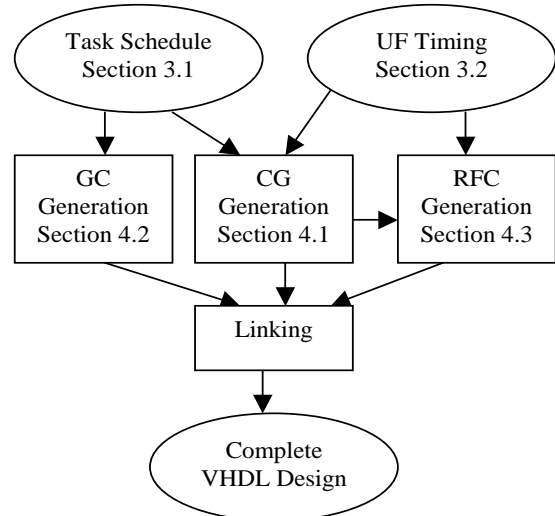 Task Schedule
Section 3.1
UF Timing
Section 3.2
GC
Generation
Section 4.2
CG
Generation
Section 4.1
RFC
Generation
Section 4.3
Linking
Complete
VHDL Design